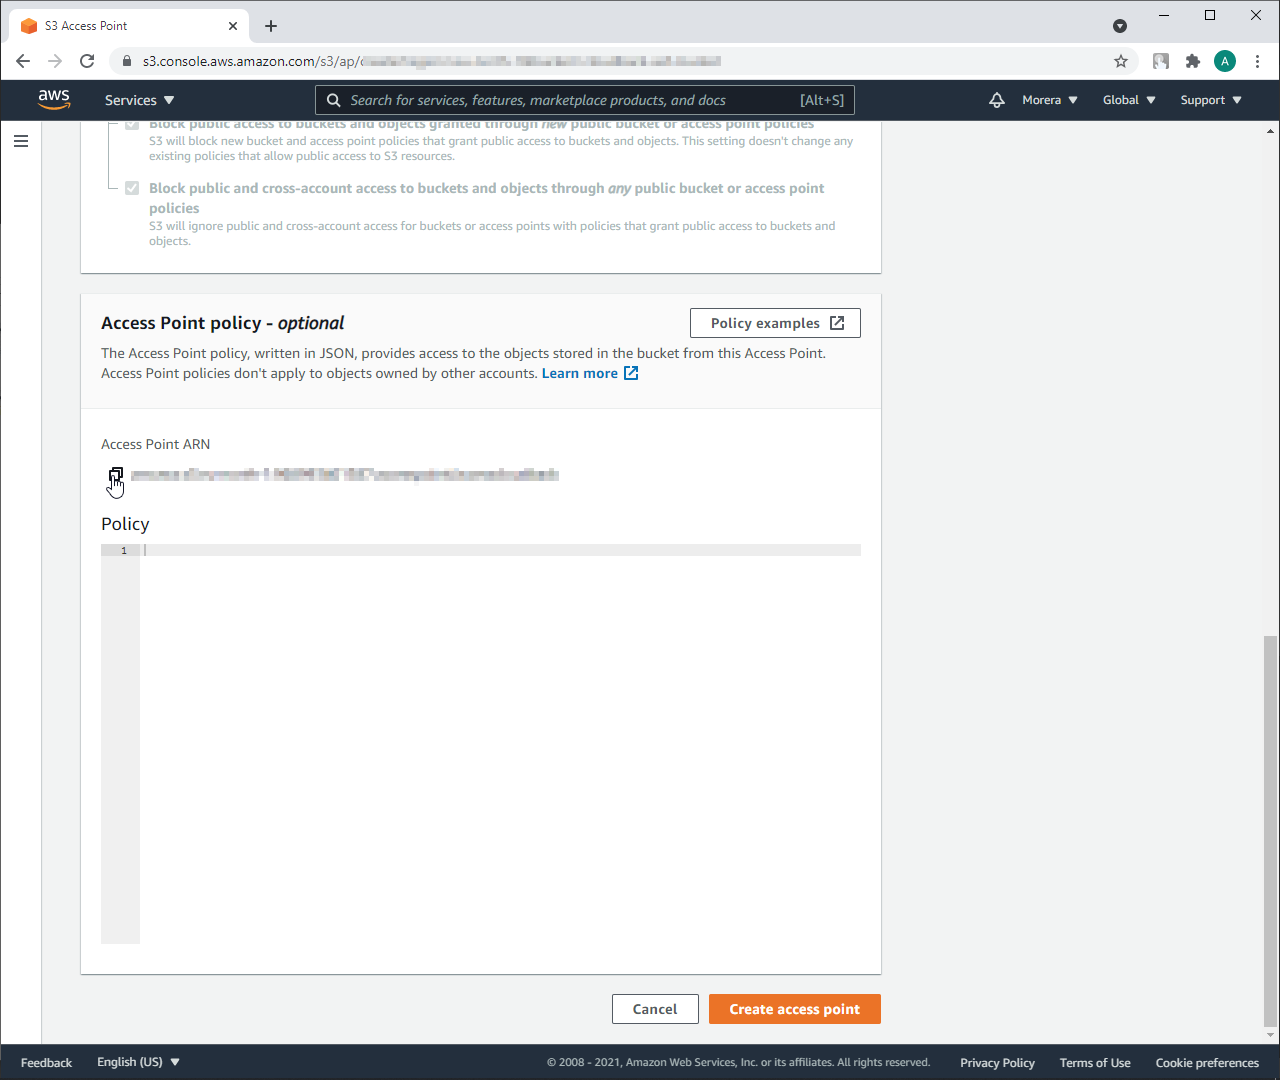 S3 Access Point
s3.console.aws.amazon.com/s3/ap/
A
aws
Services
Search for services, features, marketplace products, and docs
[Alt+S]
Morera
Global
Support
Block public access to buckets and objects granted through new public bucket or access point policies
S3 will block new bucket and access point policies that grant public access to buckets and objects. This setting doesn't change any
existing policies that allow public access to S3 resources.
Block public and cross-account access to buckets and objects through any public bucket or access point
policies
S3 will ignore public and cross-account access for buckets or access points with policies that grant public access to buckets and
objects.
Access Point policy - optional
Policy examples
The Access Point policy, written in JSON, provides access to the objects stored in the bucket from this Access Point.
Access Point policies don't apply to objects owned by other accounts. Learn more
Access Point ARN
Policy
1
Cancel
Create access point
Feedback
English (US)
© 2008 - 2021, Amazon Web Services, Inc. or its affiliates. All rights reserved.
Privacy Policy
Terms of Use
Cookie preferences